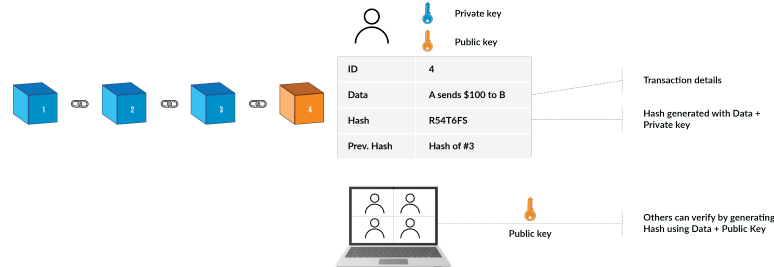 Private key
Public key
1
2
3
4
ID 4
Data A sends $100 to B
Hash R54T6FS
Prev. Hash Hash of #3
Transaction details
Hash generated with Data +
Private key
Public key
Others can verify by generating
Hash using Data + Public Key